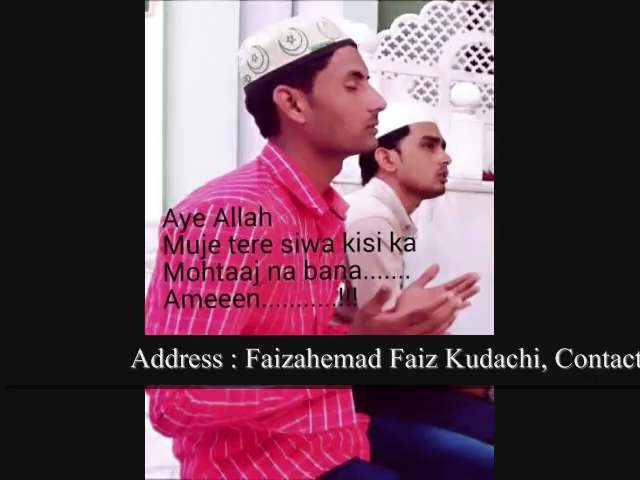 Aye Allah
Muje tere siwa kisi ka
Mohtaaj na bana.......
Ameeen............!!!
Address : Faizahemad Faiz Kudachi, Contact